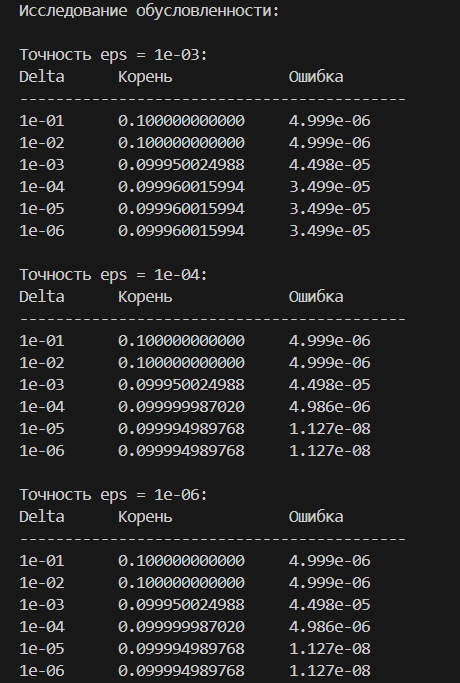 Исследование обусловленности:
Точность eps = 1e-03:
Delta Корень Ошибка
-------------------------------------------
1e-01 0.100000000000 4.999e-06
1e-02 0.100000000000 4.999e-06
1e-03 0.099950024988 4.498e-05
1e-04 0.099960015994 3.499e-05
1e-05 0.099960015994 3.499e-05
1e-06 0.099960015994 3.499e-05
Точность eps = 1e-04:
Delta Корень Ошибка
-------------------------------------------
1e-01 0.100000000000 4.999e-06
1e-02 0.100000000000 4.999e-06
1e-03 0.099950024988 4.498e-05
1e-04 0.099999987020 4.986e-06
1e-05 0.099994989768 1.127e-08
1e-06 0.099994989768 1.127e-08
Точность eps = 1e-06:
Delta Корень Ошибка
-------------------------------------------
1e-01 0.100000000000 4.999e-06
1e-02 0.100000000000 4.999e-06
1e-03 0.099950024988 4.498e-05
1e-04 0.099999987020 4.986e-06
1e-05 0.099994989768 1.127e-08
1e-06 0.099994989768 1.127e-08